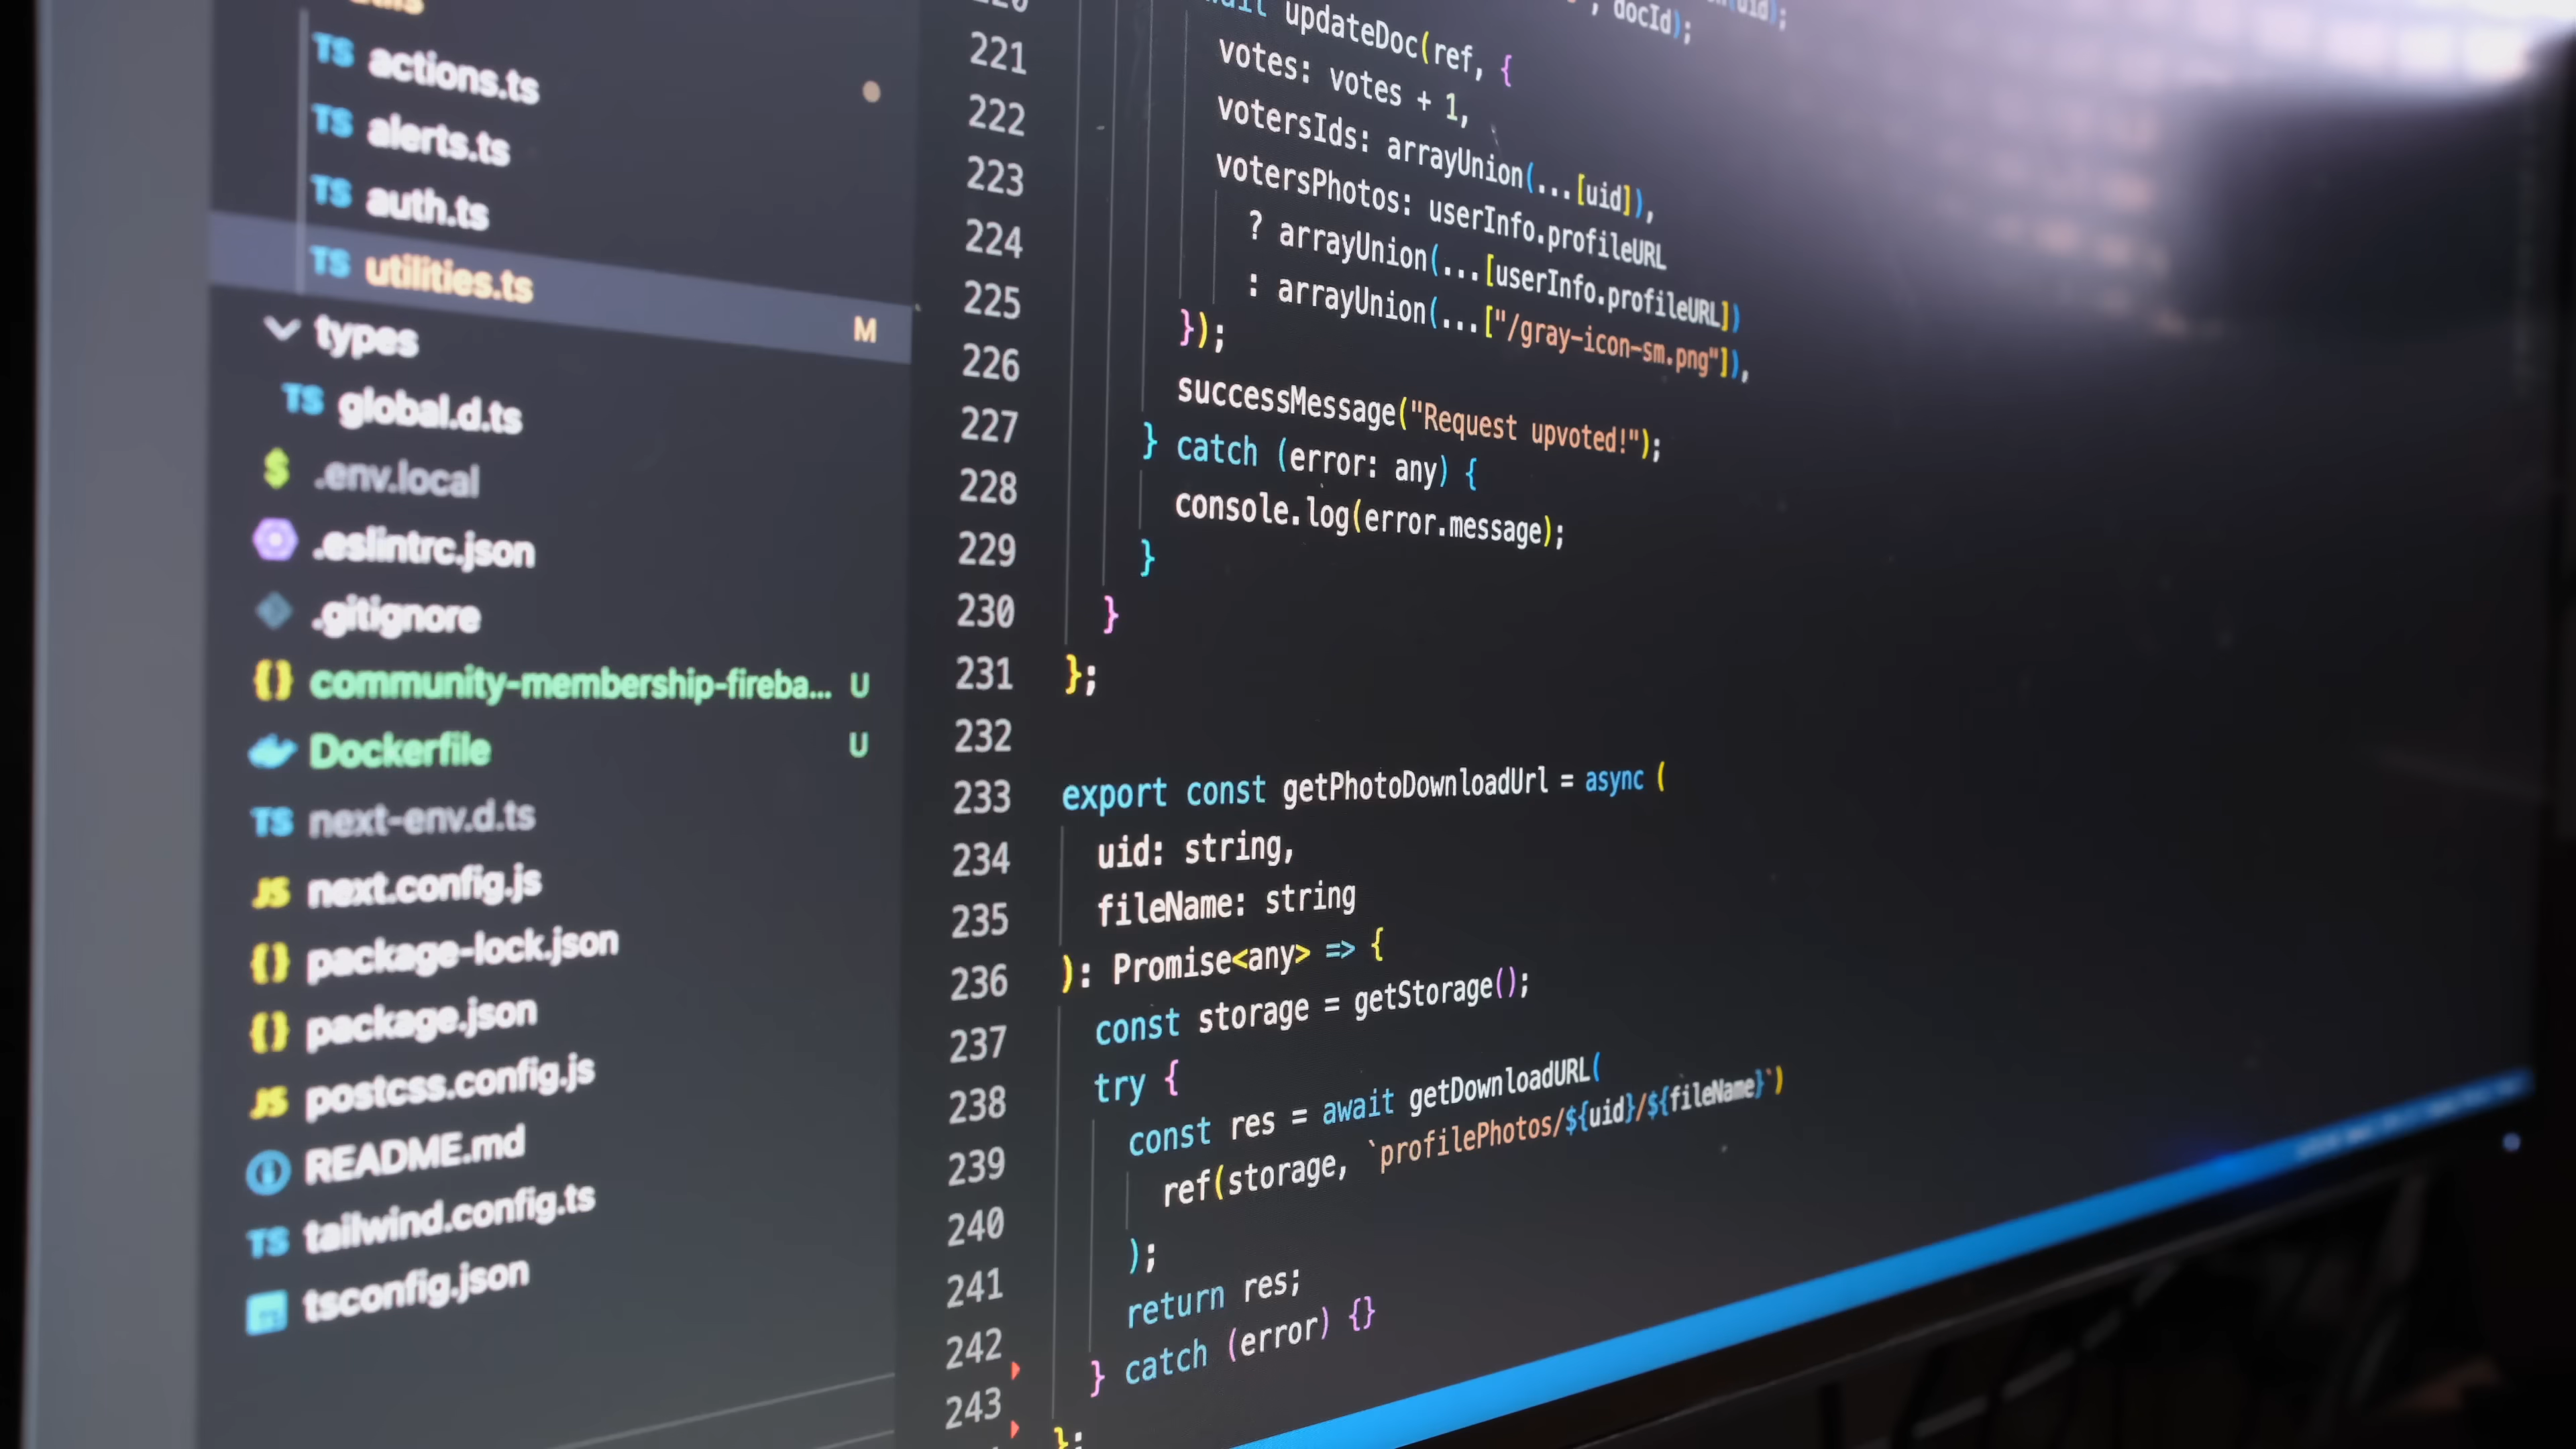 actions.ts
alerts.ts
auth.ts
utilities.ts M
types
global.d.ts
.env.local
.eslintrc.json
.gitignore
community-membership-fireba... U
Dockerfile U
next-env.d.ts
next.config.js
package-lock.json
package.json
postcss.config.js
README.md
tailwind.config.ts
tsconfig.json
docId);
updateDoc(ref, {
221 votes: votes + 1,
222 votersIds: arrayUnion(...[uid]),
223 votersPhotos: userInfo.profileURL
224 ? arrayUnion(...[userInfo.profileURL])
225 : arrayUnion(...["/gray-icon-sm.png"]),
226 });
successMessage("Request upvoted!");
227 } catch (error: any) {
228 console.log(error.message);
229 }
230 }
231 };
232
233 export const getPhotoDownloadUrl = async (
234 uid: string,
235 fileName: string
236 ): Promise<any> => {
237 const storage = getStorage();
238 try {
239 const res = await getDownloadURL(
240 ref(storage, `profilePhotos/${uid}/${fileName}`)
241 );
242 return res;
243 } catch (error) {}
};